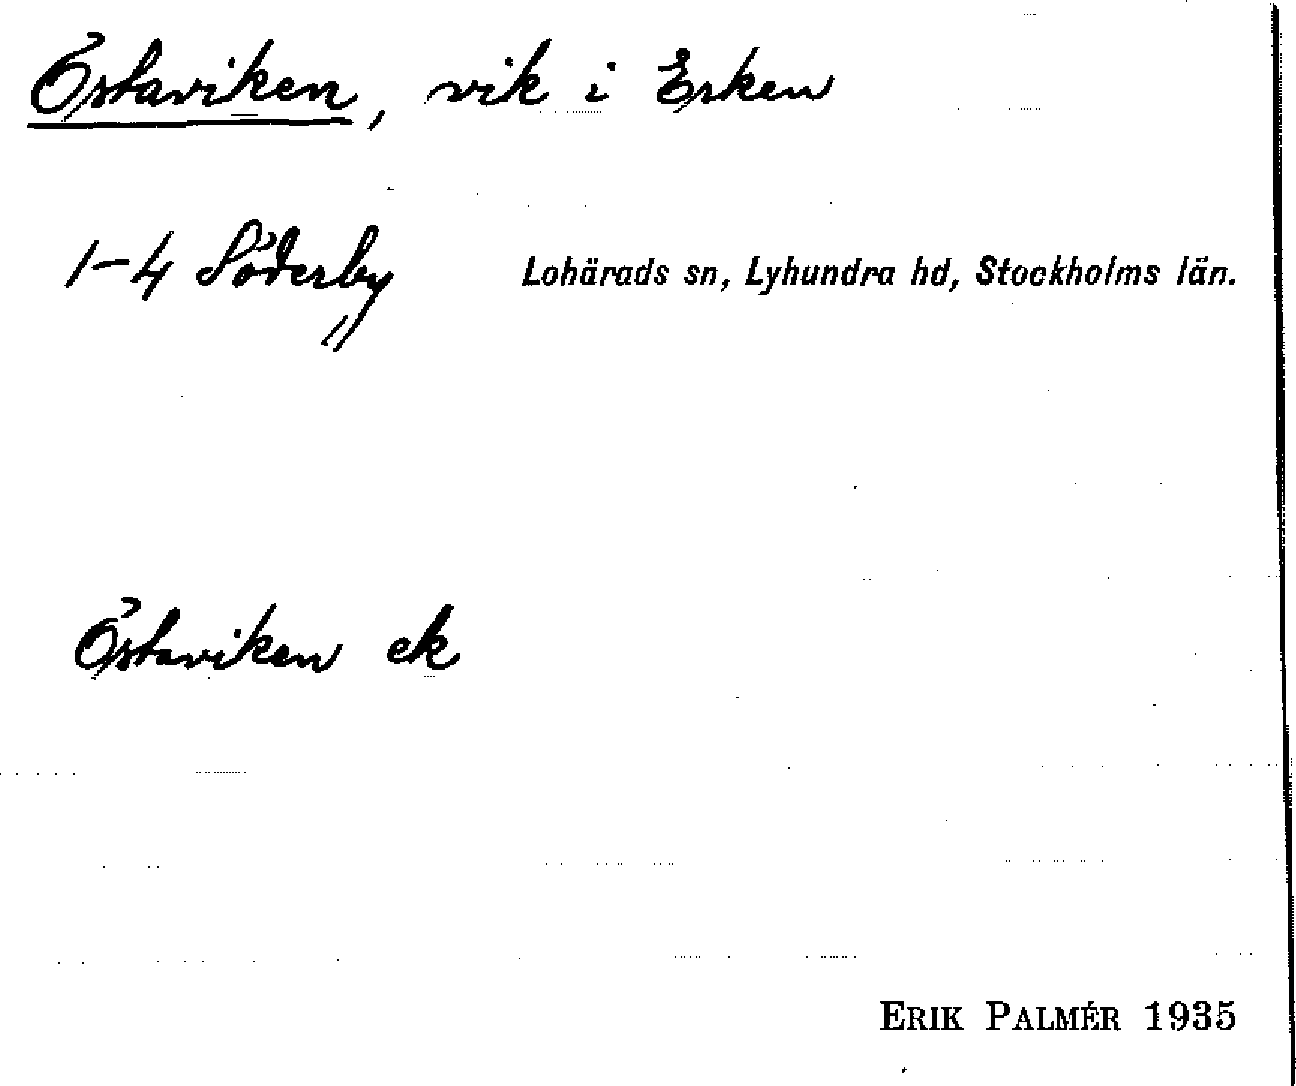 Östaviken, vik i Erken
1-4 Söderby Lohärads sn, Lyhundra hd, Stockholms län.
"
Östaviken ek
ERIK PALMÉR 1935